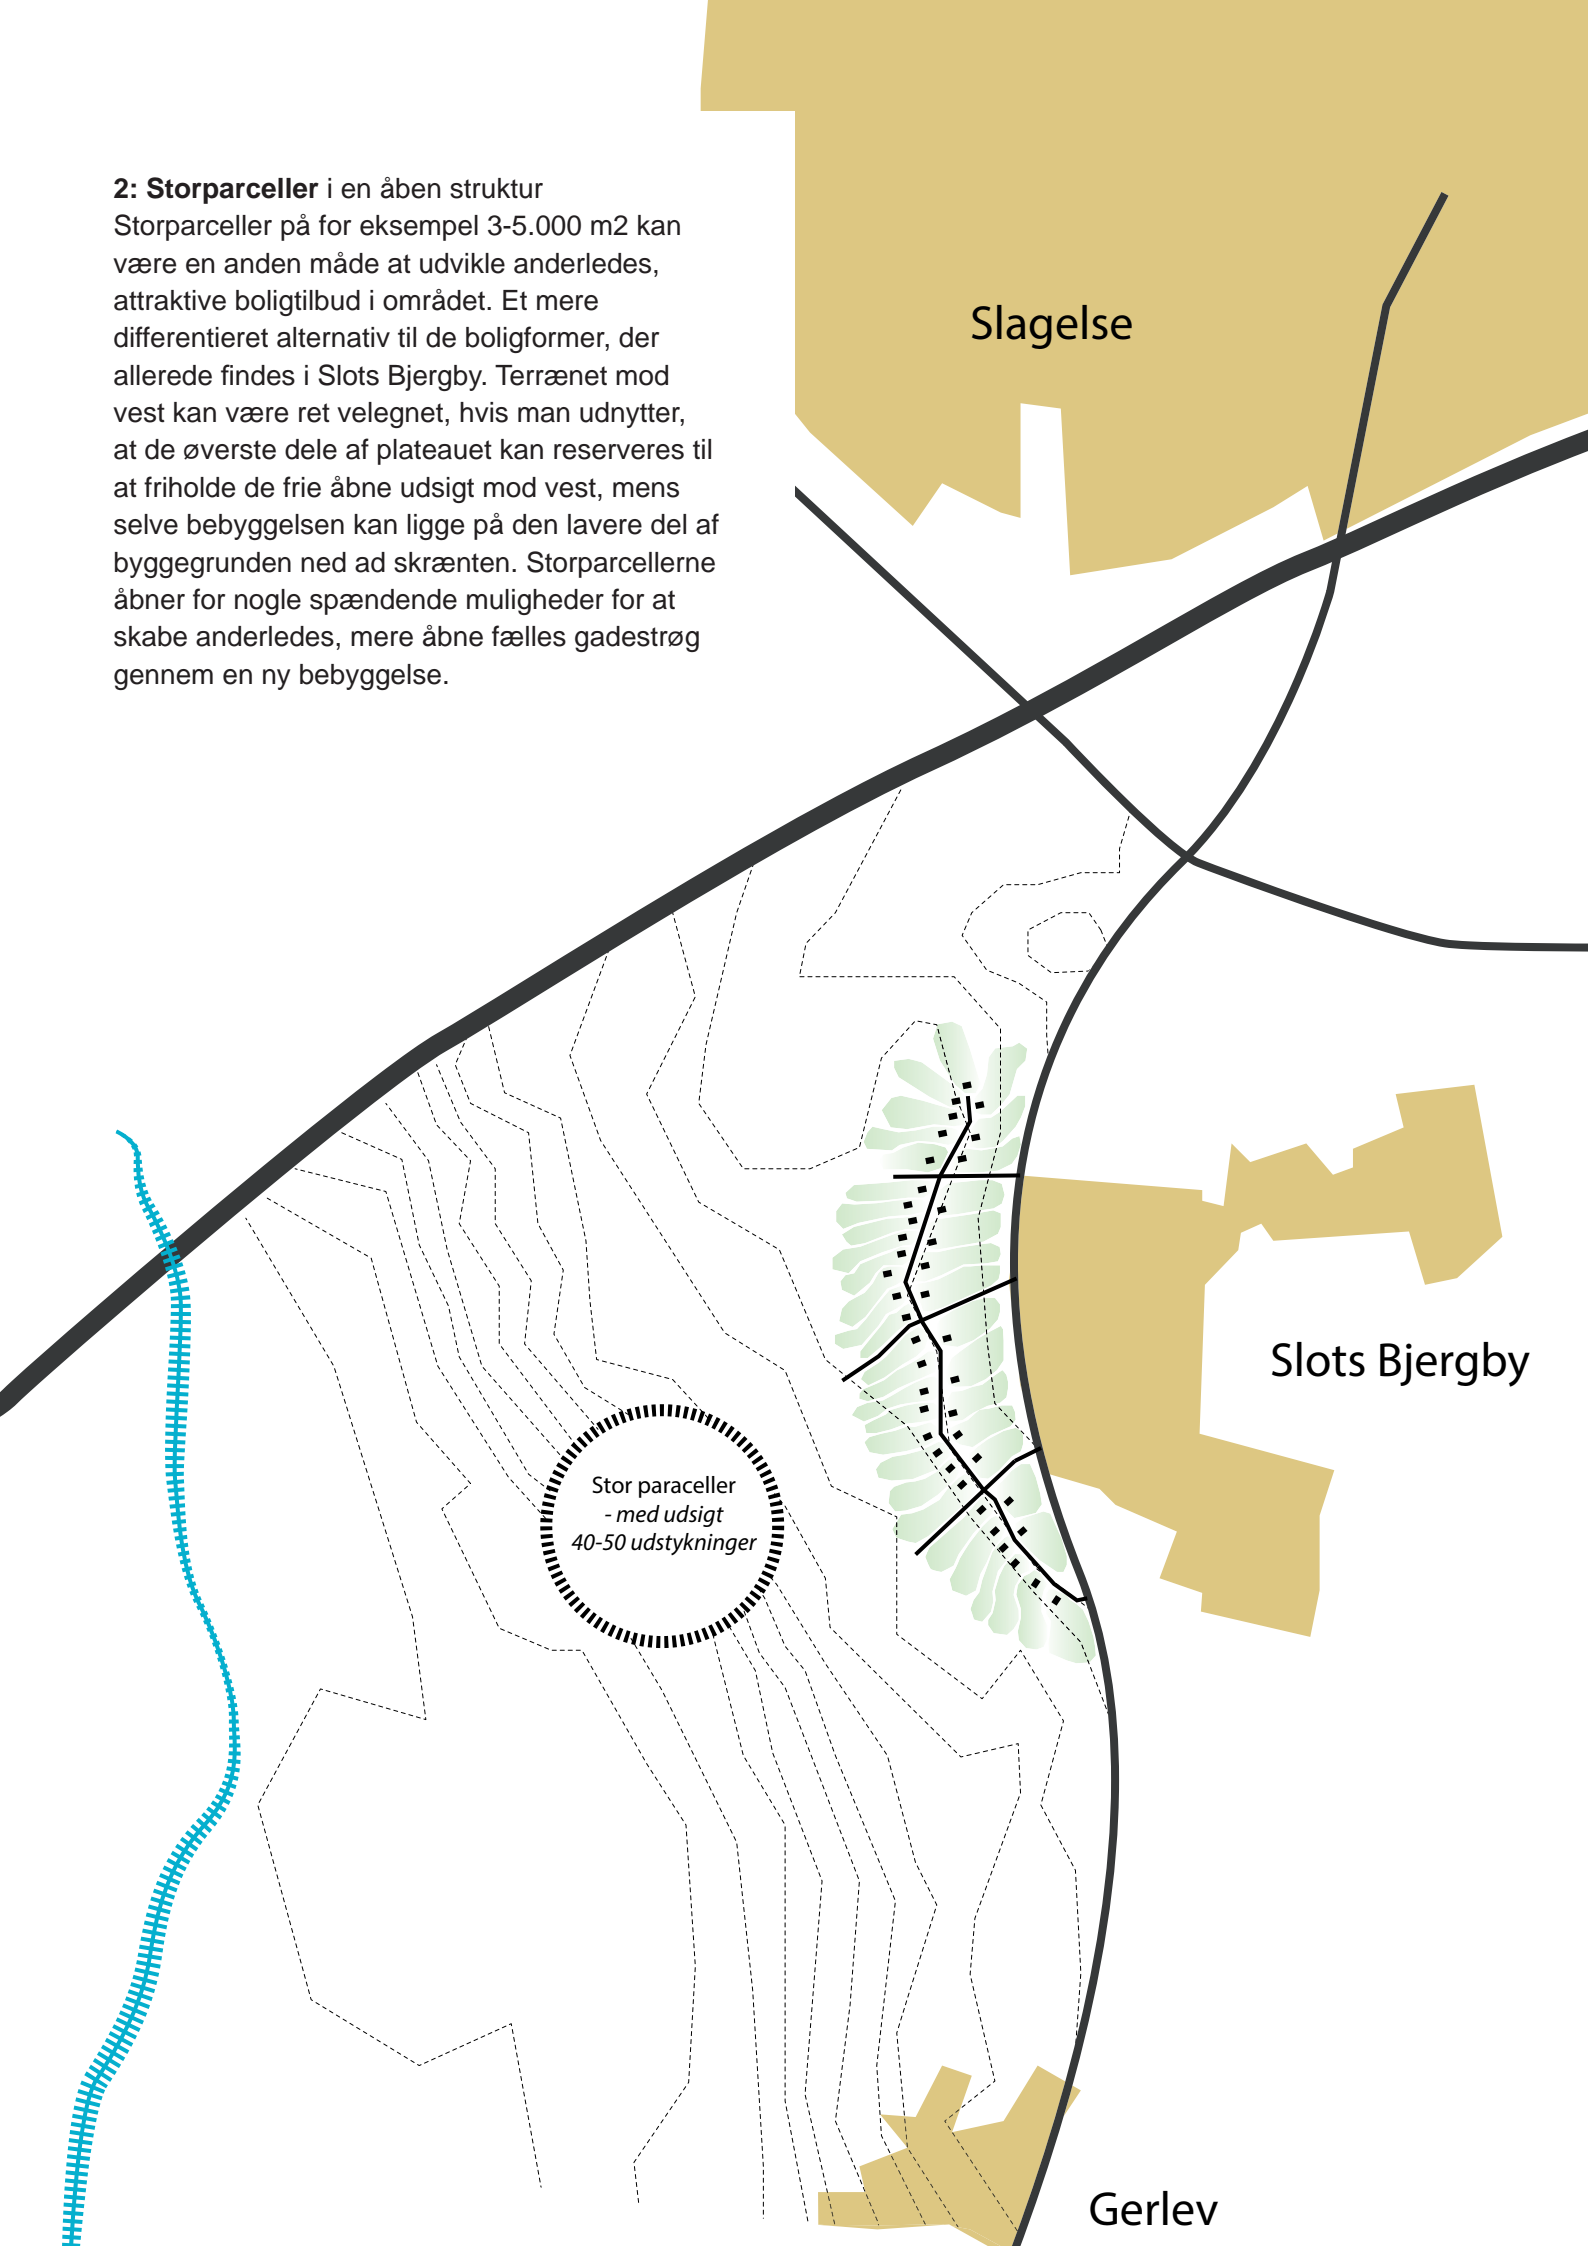 2: Storparceller i en åben struktur
Storparceller på for eksempel 3-5.000 m2 kan
være en anden måde at udvikle anderledes,
attraktive boligtilbud i området. Et mere
differentieret alternativ til de boligformer, der
allerede findes i Slots Bjergby. Terrænet mod
vest kan være ret velegnet, hvis man udnytter,
at de øverste dele af plateauet kan reserveres til
at friholde de frie åbne udsigt mod vest, mens
selve bebyggelsen kan ligge på den lavere del af
byggegrunden ned ad skrænten. Storparcellerne
åbner for nogle spændende muligheder for at
skabe anderledes, mere åbne fælles gadestrøg
gennem en ny bebyggelse.
Slagelse
Slots Bjergby
Stor paraceller
- med udsigt
40-50 udstykninger
Gerlev